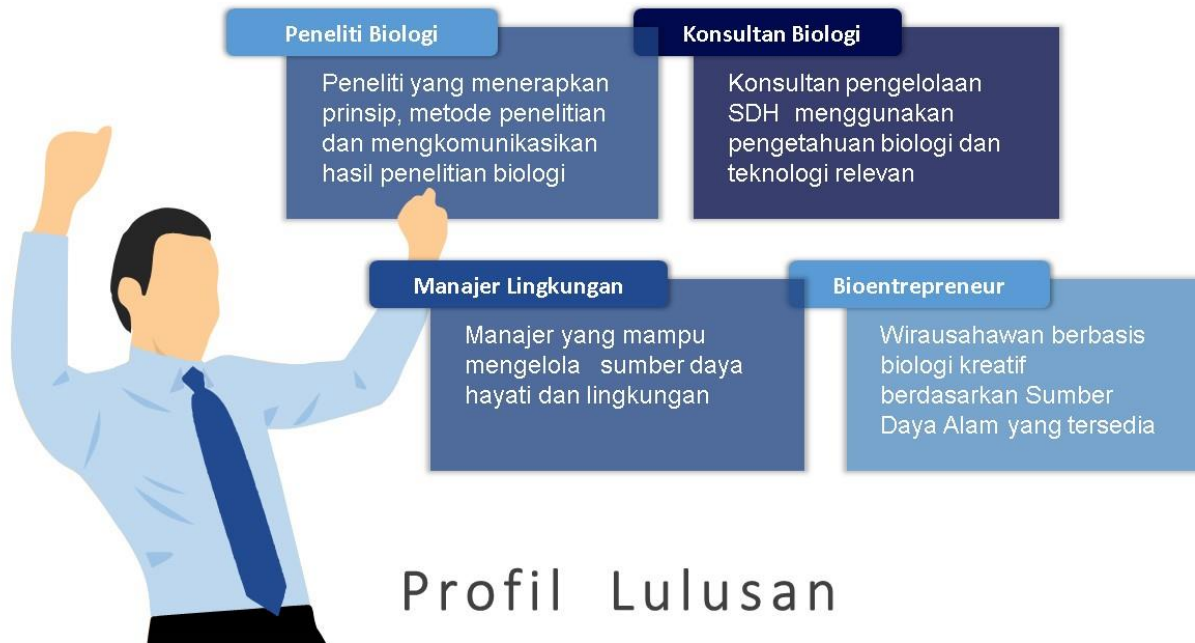 Peneliti Biologi
Peneliti yang menerapkan
prinsip, metode penelitian
dan mengkomunikasikan
hasil penelitian biologi
Konsultan Biologi
Konsultan pengelolaan
SDH menggunakan
pengetahuan biologi dan
teknologi relevan
Manajer Lingkungan
Manajer yang mampu
mengelola sumber daya
hayati dan lingkungan
Bioentrepreneur
Wirausahawan berbasis
biologi kreatif
berdasarkan Sumber
Daya Alam yang tersedia
Profil Lulusan